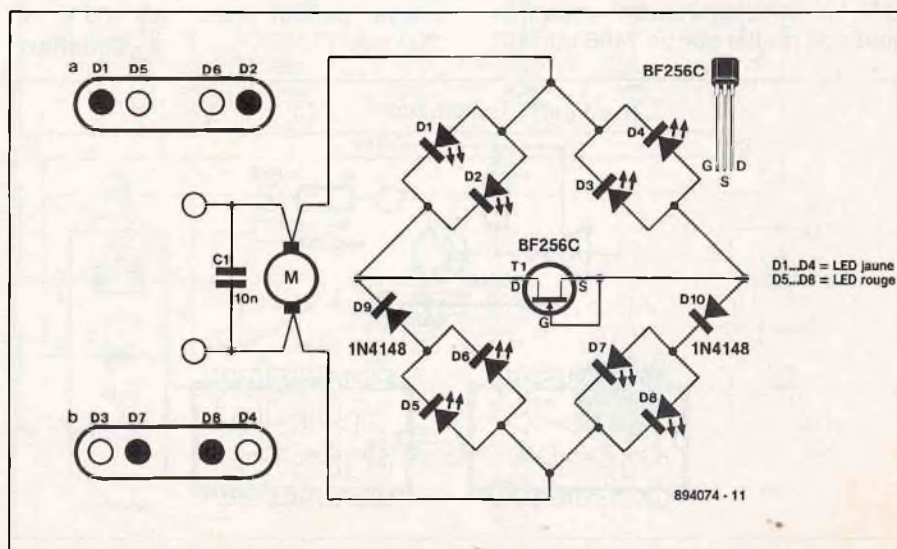 a
D1 D5 D6 D2
BF256C
G
S
D
D1
D2
D4
D3
C1
10n
M
BF256C
T1
D
S
G
D1...D4 = LED jaune
D5...D8 = LED rouge
D9
1N4148
D6
D5
D10
1N4148
D7
D8
b
D3 D7 D8 D4
894074 - 11